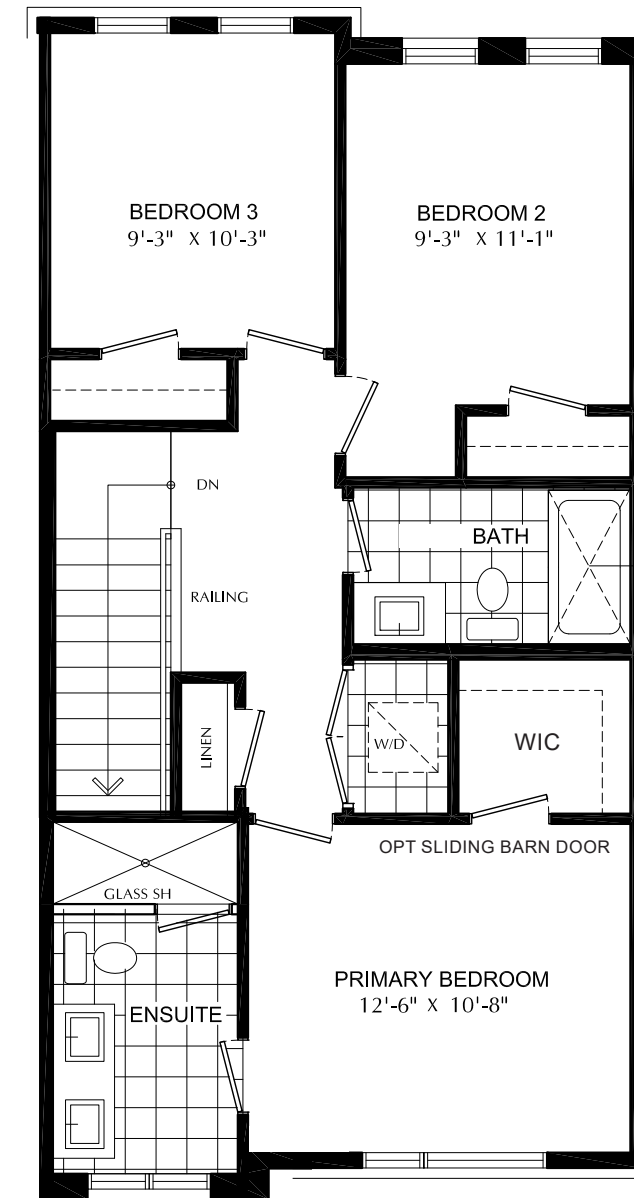 BEDROOM 3
9'-3" X 10'-3"
BEDROOM 2
9'-3" X 11'-1"
DN
BATH
RAILING
LINEN
W/D
WIC
OPT SLIDING BARN DOOR
GLASS SH
PRIMARY BEDROOM
12'-6" X 10'-8"
ENSUITE